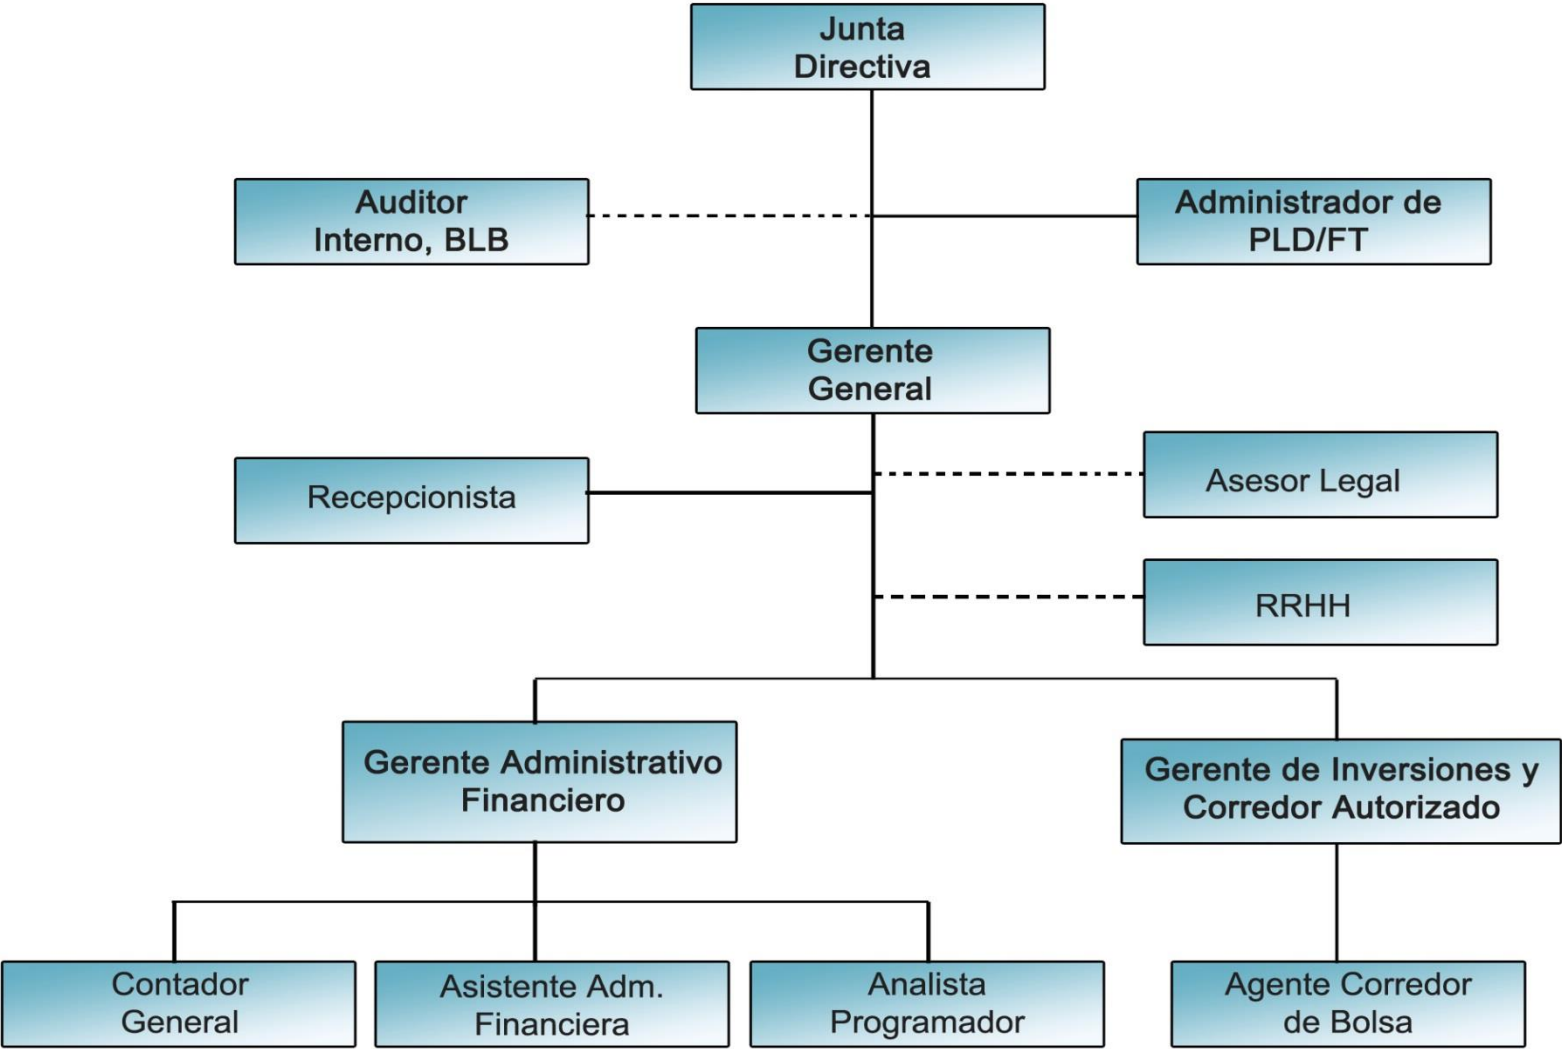 Junta
Directiva
Auditor
Interno, BLB
Administrador de
PLD/FT
Gerente
General
Recepcionista
Asesor Legal
RRHH
Gerente Administrativo
Financiero
Gerente de Inversiones y
Corredor Autorizado
Contador
General
Asistente Adm.
Financiera
Analista
Programador
Agente Corredor
de Bolsa